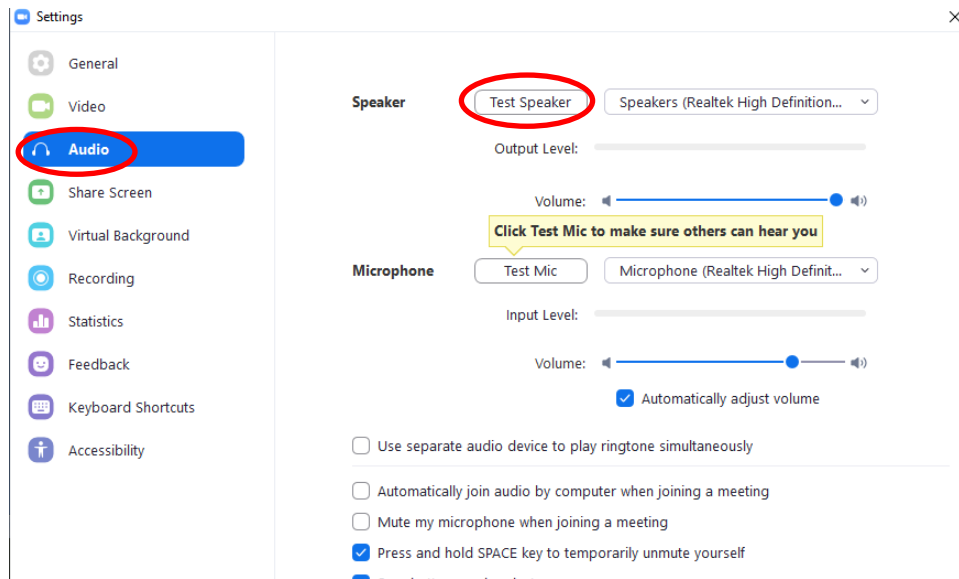 Settings
General
Video
Audio
Share Screen
Virtual Background
Recording
Statistics
Feedback
Keyboard Shortcuts
Accessibility
Speaker Test Speaker Speakers (Realtek High Definition...
Output Level:
Volume:
Click Test Mic to make sure others can hear you
Microphone Test Mic Microphone (Realtek High Definit...
Input Level:
Volume:
Automatically adjust volume
Use separate audio device to play ringtone simultaneously
Automatically join audio by computer when joining a meeting
Mute my microphone when joining a meeting
Press and hold SPACE key to temporarily unmute yourself